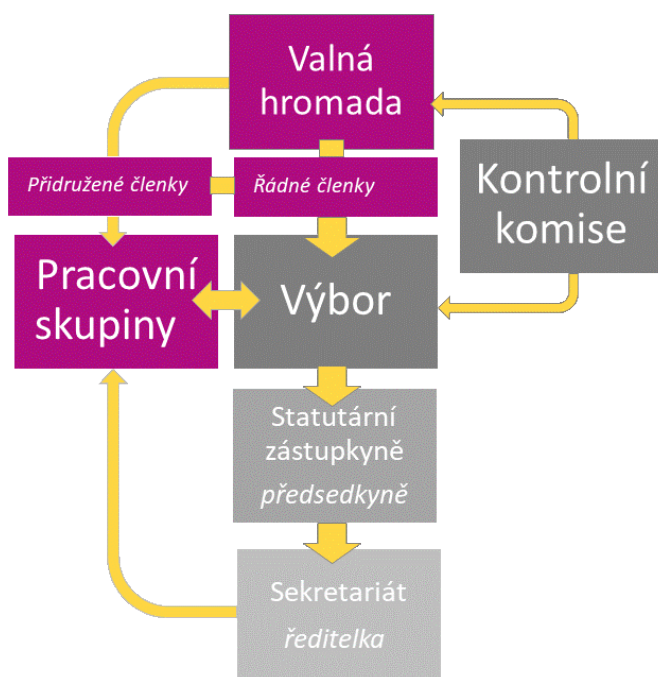 Valná
hromada
Přidružené členky
Řádné členky
Kontrolní
komise
Pracovní
skupiny
Výbor
Statutární
zástupkyně
předsedkyně
Sekretariát
ředitelka